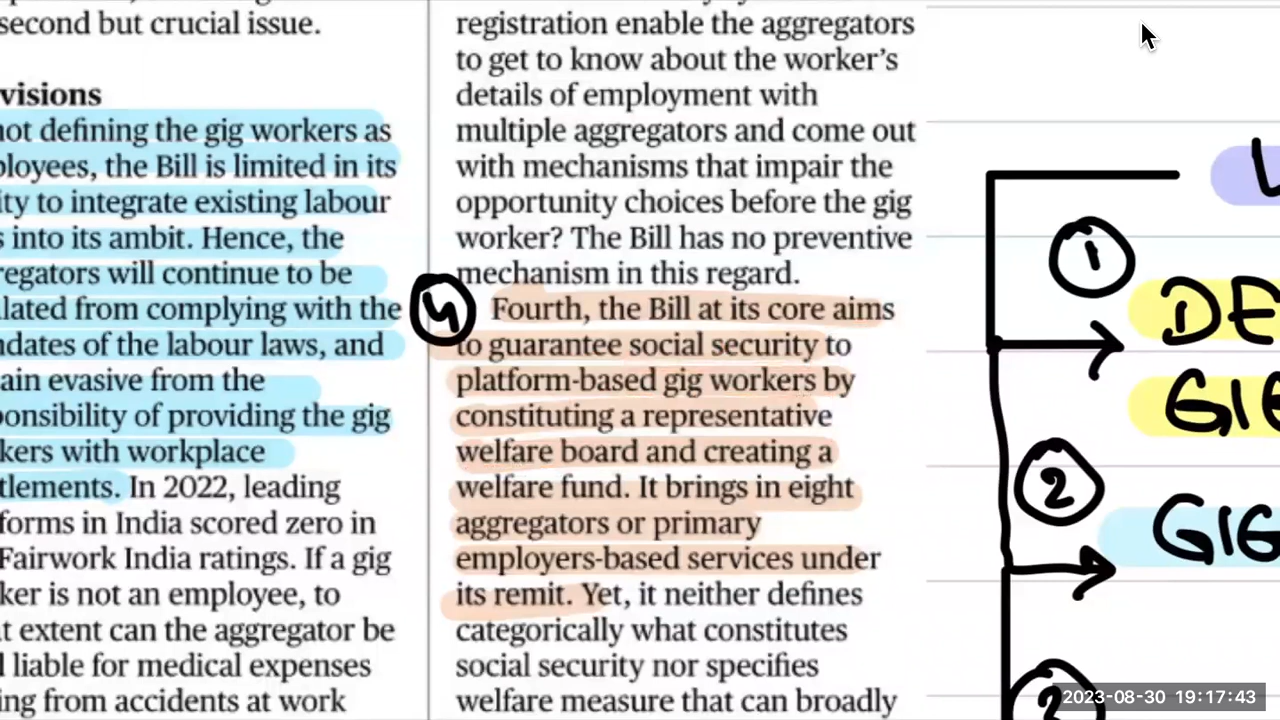 second but crucial issue.
visions
not defining the gig workers as
ployees, the Bill is limited in its
ity to integrate existing labour
s into its ambit. Hence, the
regators will continue to be
lated from complying with the
ndates of the labour laws, and
ain evasive from the
onsibility of providing the gig
kers with workplace
tlements. In 2022, leading
forms in India scored zero in
Fairwork India ratings. If a gig
ker is not an employee, to
t extent can the aggregator be
l liable for medical expenses
ing from accidents at work
registration enable the aggregators
to get to know about the worker's
details of employment with
multiple aggregators and come out
with mechanisms that impair the
opportunity choices before the gig
worker? The Bill has no preventive
mechanism in this regard.
4 Fourth, the Bill at its core aims
to guarantee social security to
platform-based gig workers by
constituting a representative
welfare board and creating a
welfare fund. It brings in eight
aggregators or primary
employers-based services under
its remit. Yet, it neither defines
categorically what constitutes
social security nor specifies
welfare measure that can broadly
1
DE
GIG
2
GIG
3
2023-08-30 19:17:43